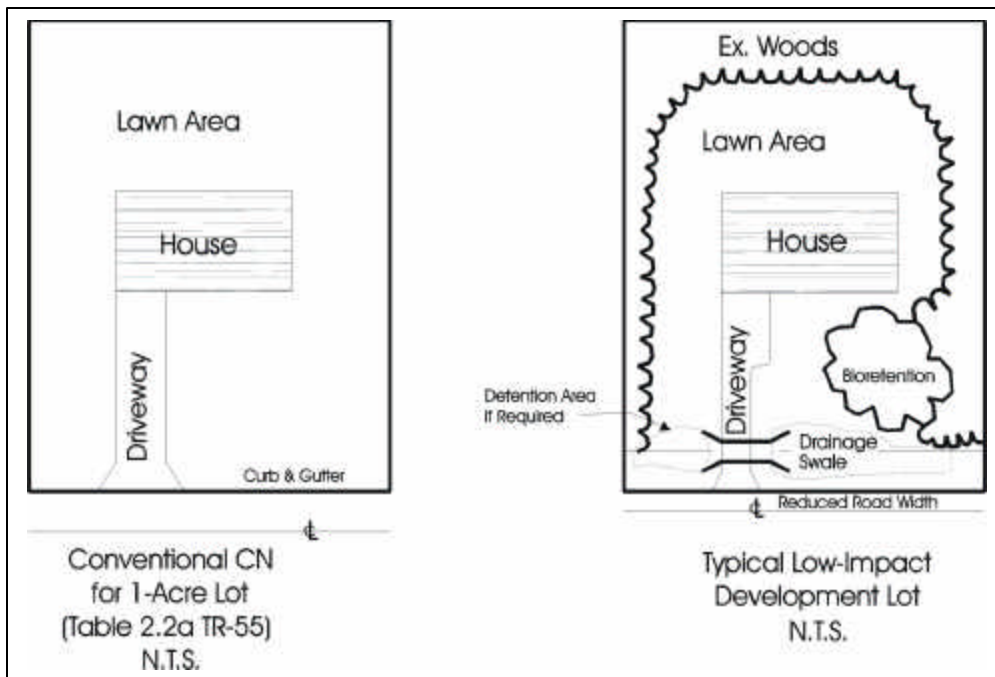 Lawn Area
House
Driveway
Curb & Gutter
℄
Conventional CN
for 1-Acre Lot
(Table 2.2a TR-55)
N.T.S.
Ex. Woods
Lawn Area
House
Driveway
Bioretention
Detention Area
If Required
Drainage
Swale
℄ Reduced Road Width
Typical Low-Impact
Development Lot
N.T.S.